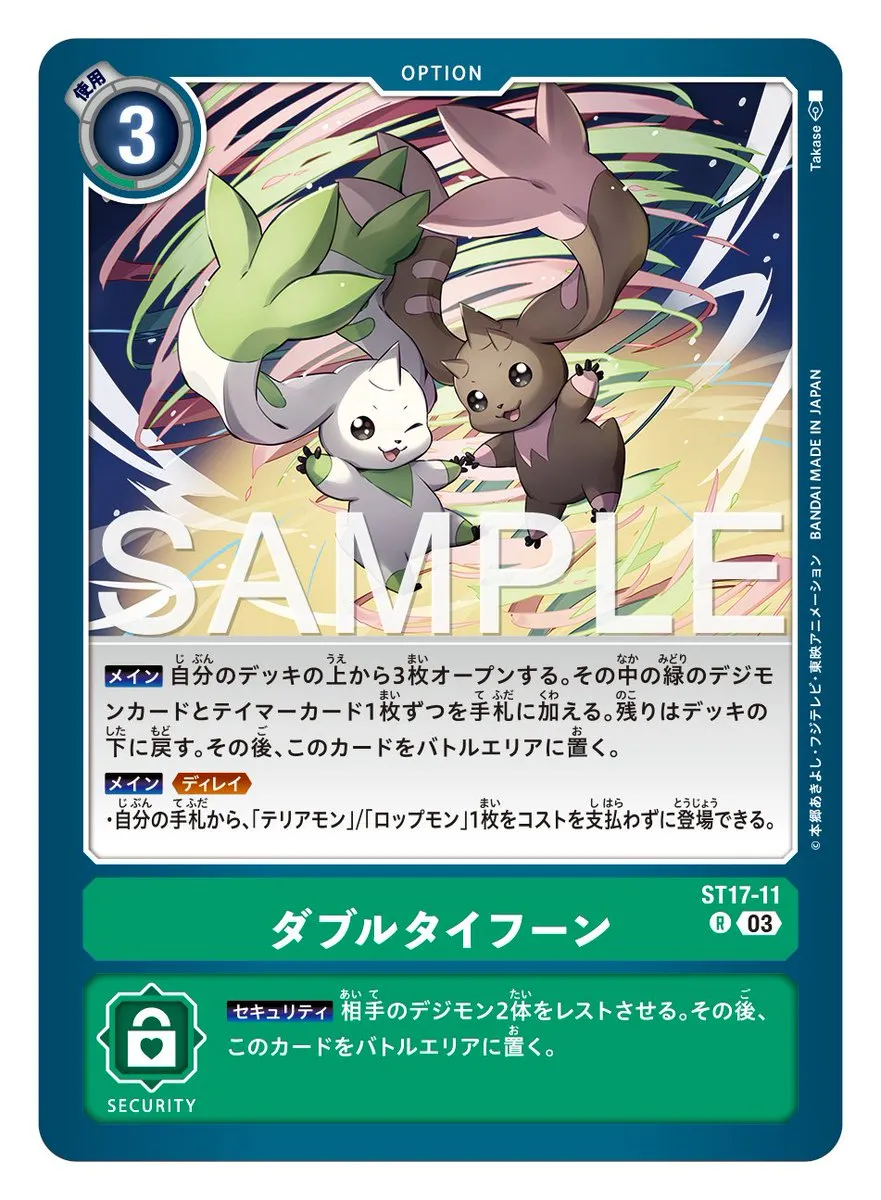 OPTION
使用
3
Takase
BANDAI MADE IN JAPAN
©本郷あきよし・フジテレビ・東映アニメーション
SAMPLE
メイン 自分のデッキの上から3枚オープンする。その中の緑のデジモ
ンカードとテイマーカード1枚ずつを手札に加える。残りはデッキの
下に戻す。その後、このカードをバトルエリアに置く。
メイン ディレイ
・自分の手札から、「テリアモン」/「ロップモン」1枚をコストを支払わずに登場できる。
ST17-11
R 03
ダブルタイフーン
セキュリティ 相手のデジモン2体をレストさせる。その後、
このカードをバトルエリアに置く。
SECURITY